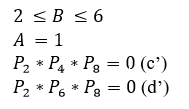 2 ≤ B ≤ 6
A = 1
P₂ * P₄ * P₈ = 0 (c’)
P₂ * P₆ * P₈ = 0 (d’)